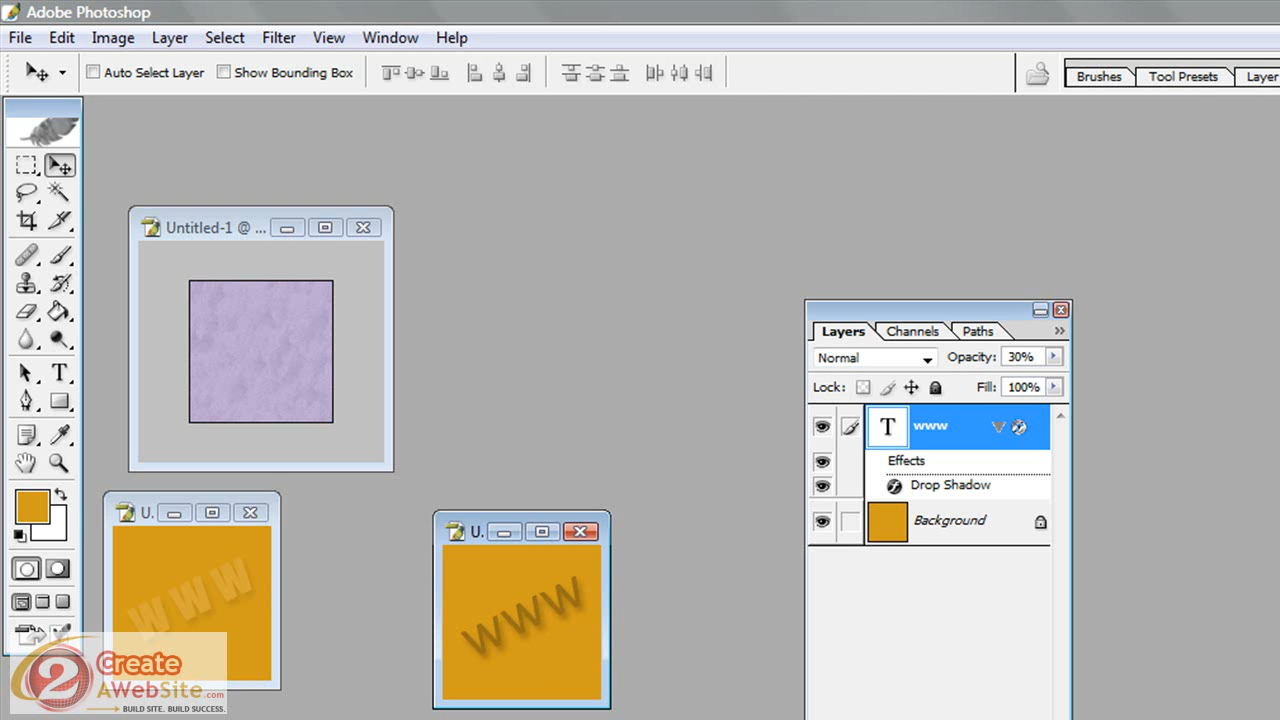 Adobe Photoshop
File Edit Image Layer Select Filter View Window Help
Auto Select Layer Show Bounding Box
Brushes Tool Presets Layer
Untitled-1 @ ...
Layers Channels Paths
Normal Opacity: 30%
Lock: Fill: 100%
T www
Effects
Drop Shadow
Background
U.
www
U.
www
2 Create
AWebSite.com
BUILD SITE. BUILD SUCCESS.